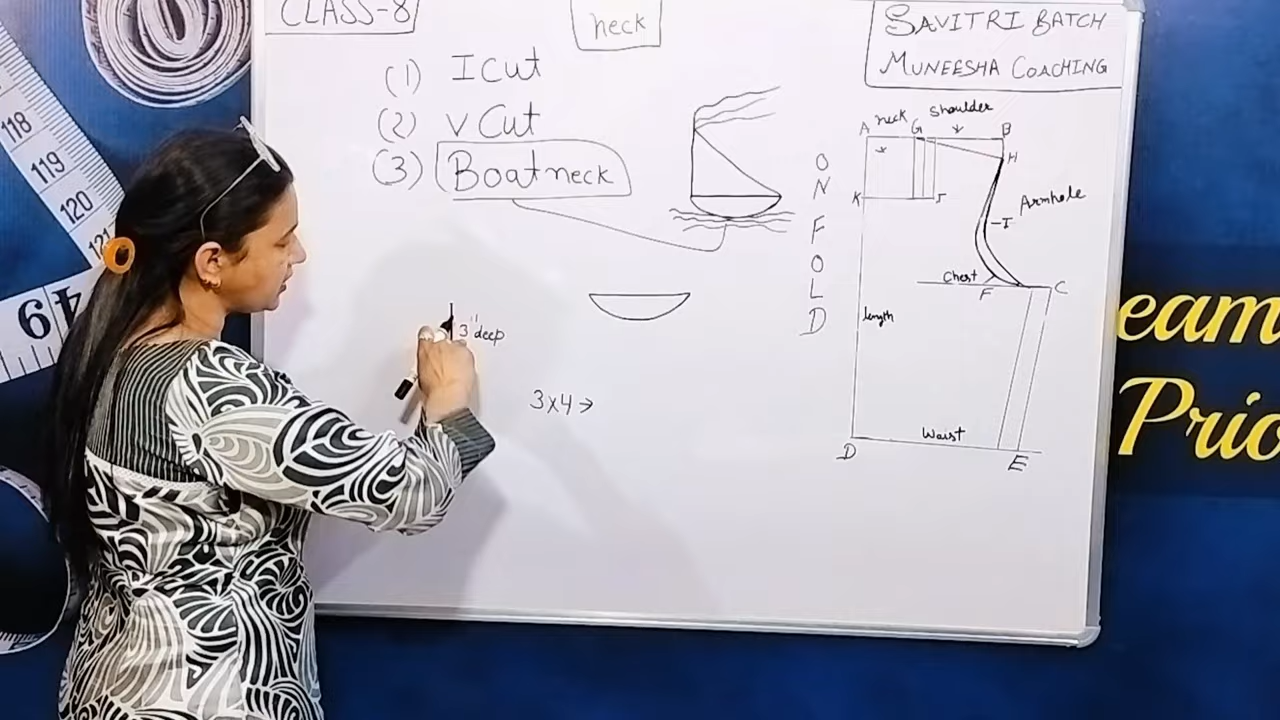 CLASS-8
neck
SAVITRI BATCH
MUNEESHA COACHING
(1) I cut
(2) V Cut
(3) Boatneck
3" deep
3x4 →
ON FOLD
A neck G shoulder B
H
K J
Armhole
I
Chest
F C
length
Waist
D E
118
119
120
121
64
eam
Prio